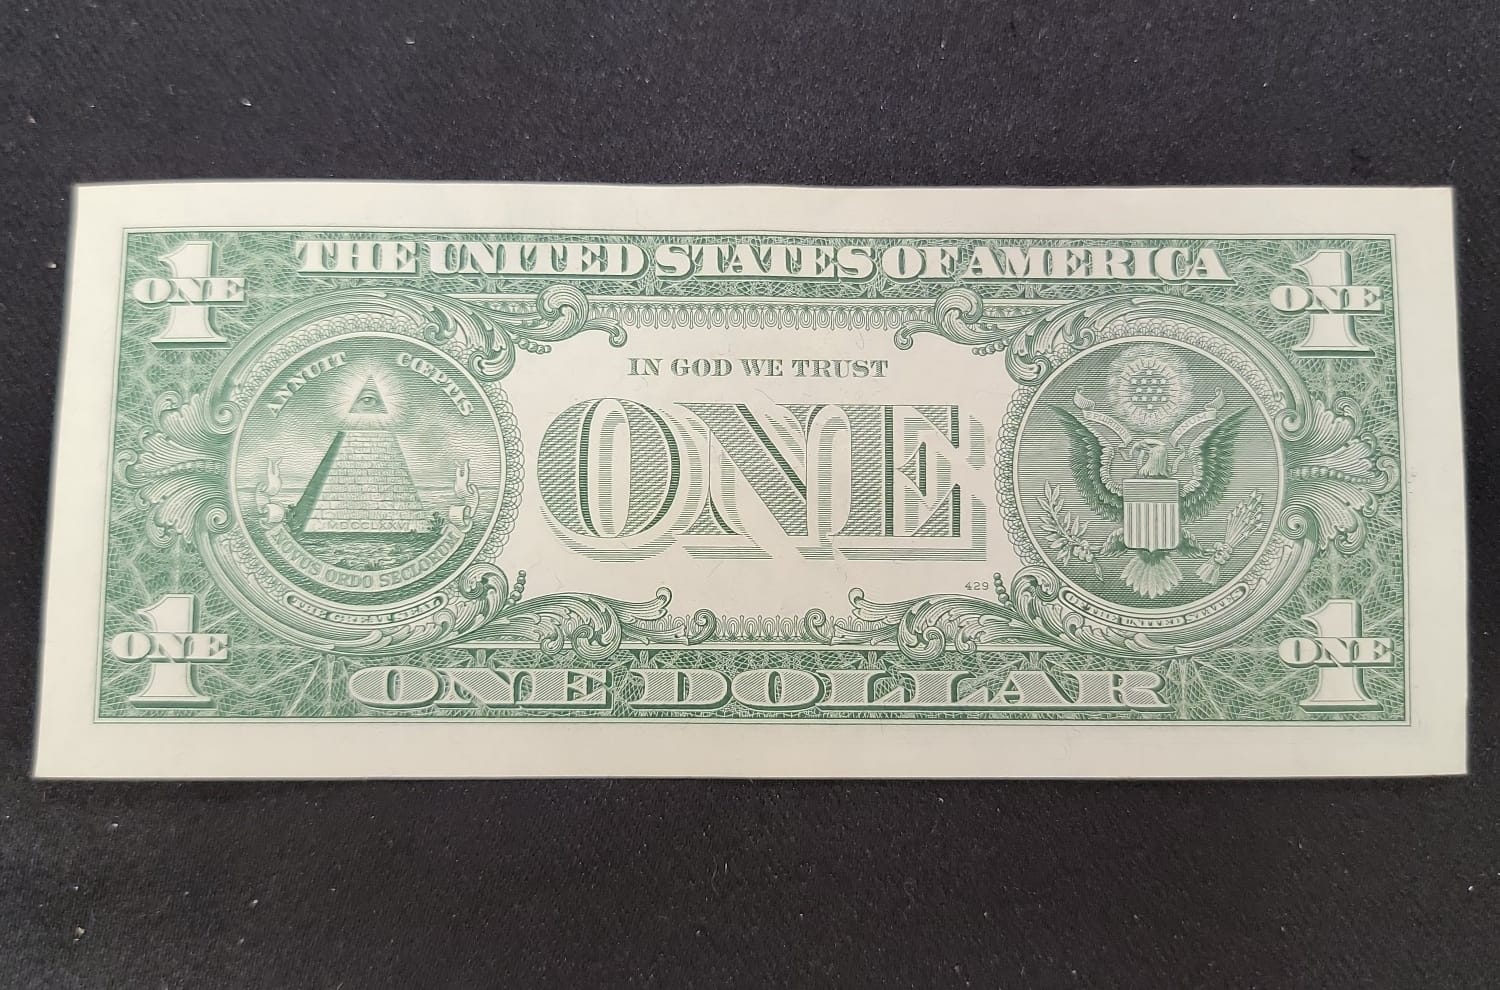 THE UNITED STATES OF AMERICA
1
ONE
1
ONE
ANNUIT COEPTIS
IN GOD WE TRUST
ONE
MDCCLXXVI
NOVUS ORDO SECLORUM
THE GREAT SEAL
429
OF THE UNITED STATES
1
ONE
1
ONE
ONE DOLLAR